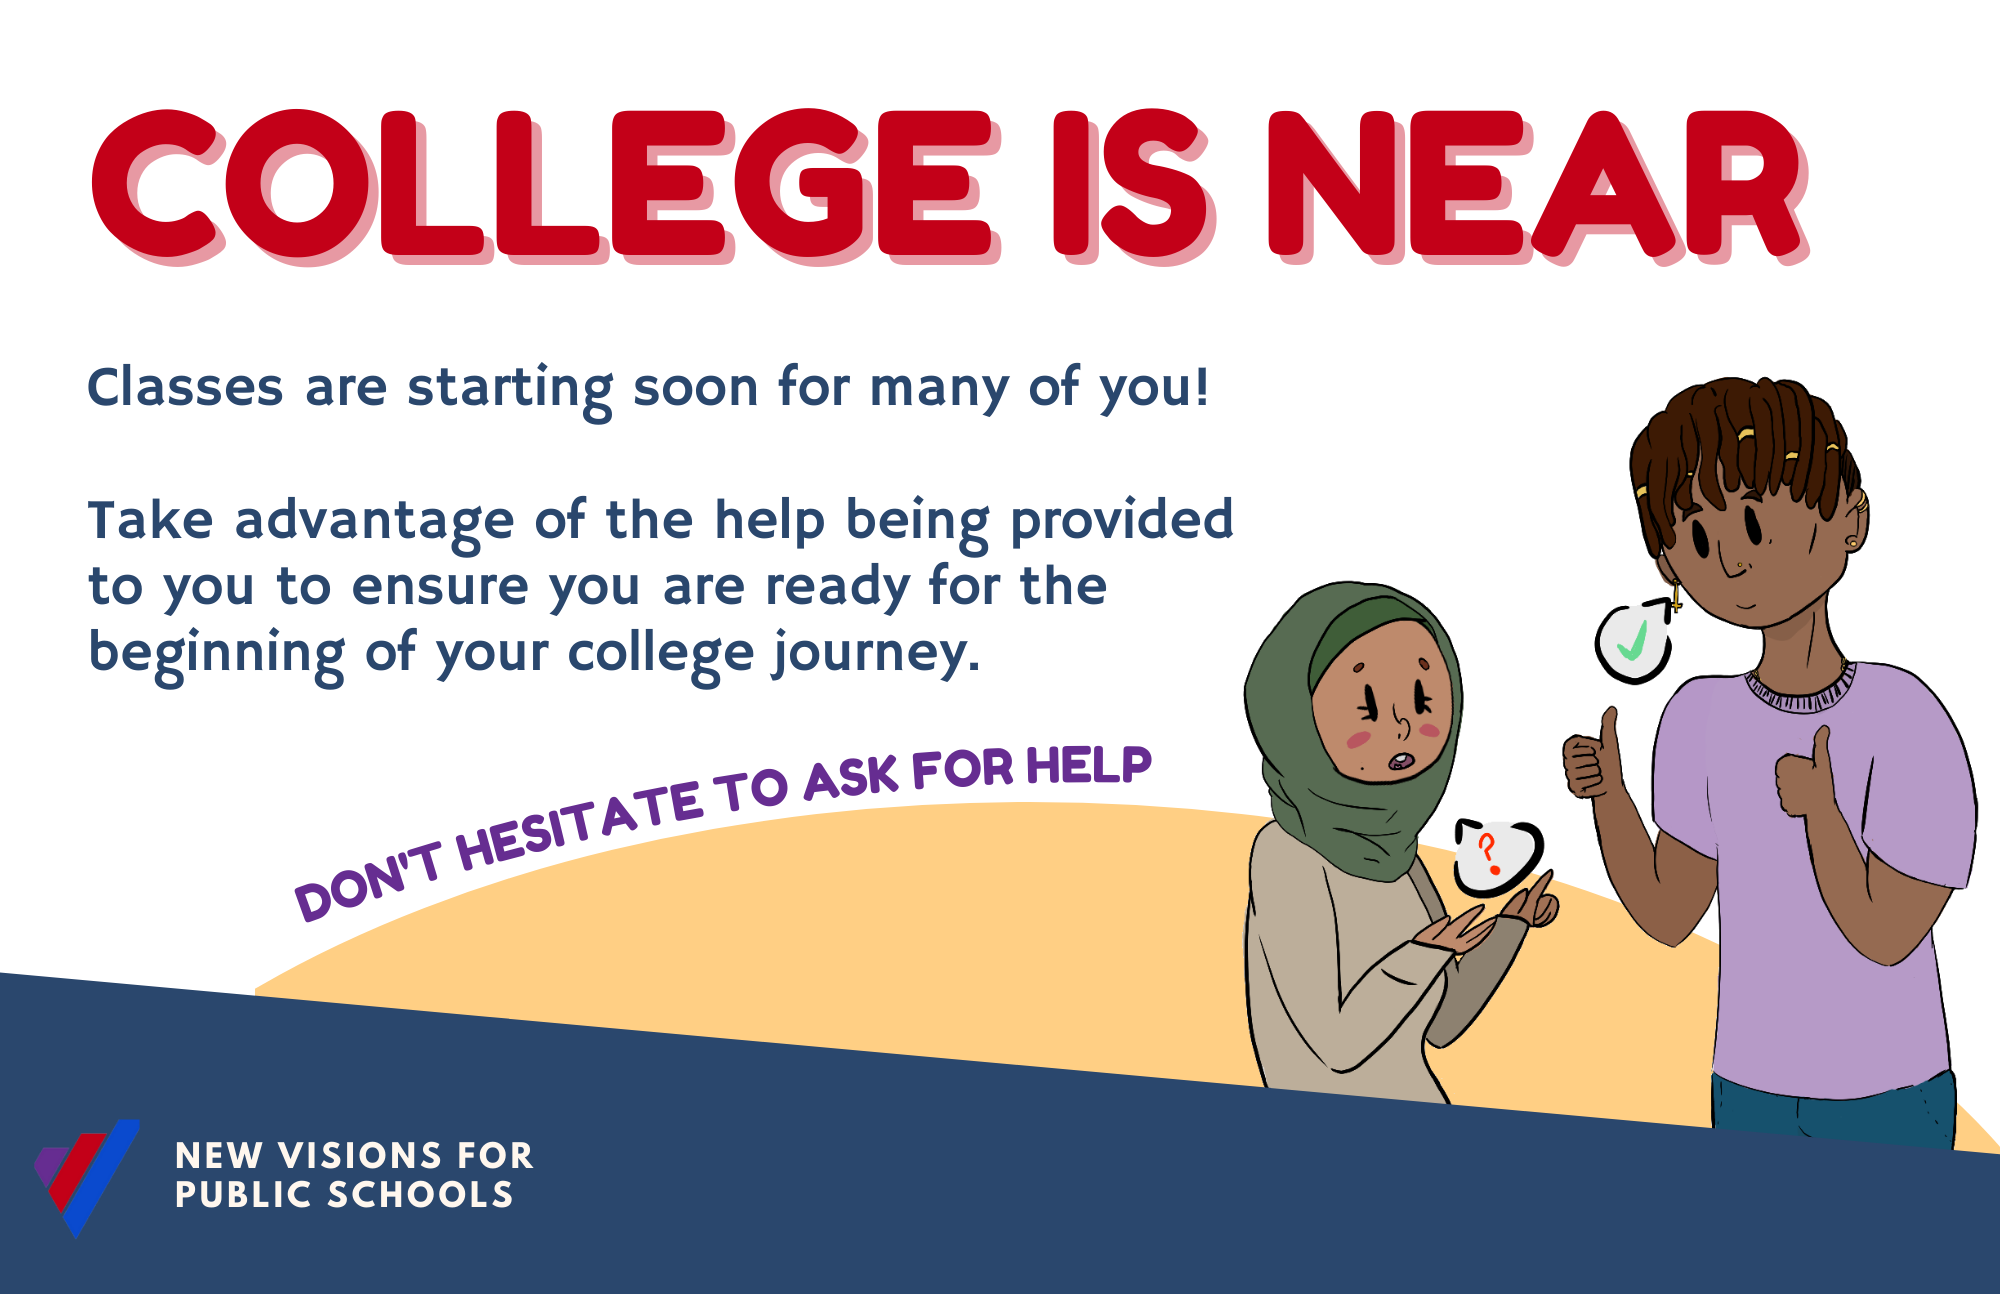 COLLEGE IS NEAR
Classes are starting soon for many of you!
Take advantage of the help being provided
to you to ensure you are ready for the
beginning of your college journey.
DON'T HESITATE TO ASK FOR HELP
?
NEW VISIONS FOR
PUBLIC SCHOOLS